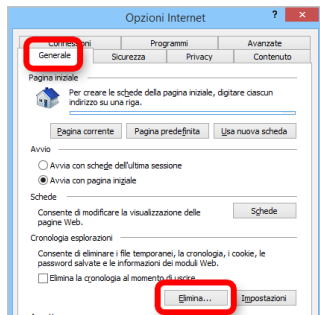 Opzioni Internet
?
×
Connessioni Programmi Avanzate
Generale Sicurezza Privacy Contenuto
Pagina iniziale
Per creare le schede della pagina iniziale, digitare ciascun
indirizzo su una riga.
Pagina corrente Pagina predefinita Usa nuova scheda
Avvio
Avvia con schede dell'ultima sessione
Avvia con pagina iniziale
Schede
Consente di modificare la visualizzazione delle
pagine Web.
Schede
Cronologia esplorazioni
Consente di eliminare i file temporanei, la cronologia, i cookie, le
password salvate e le informazioni dei moduli Web.
Elimina la cronologia al momento di uscire
Elimina... Impostazioni